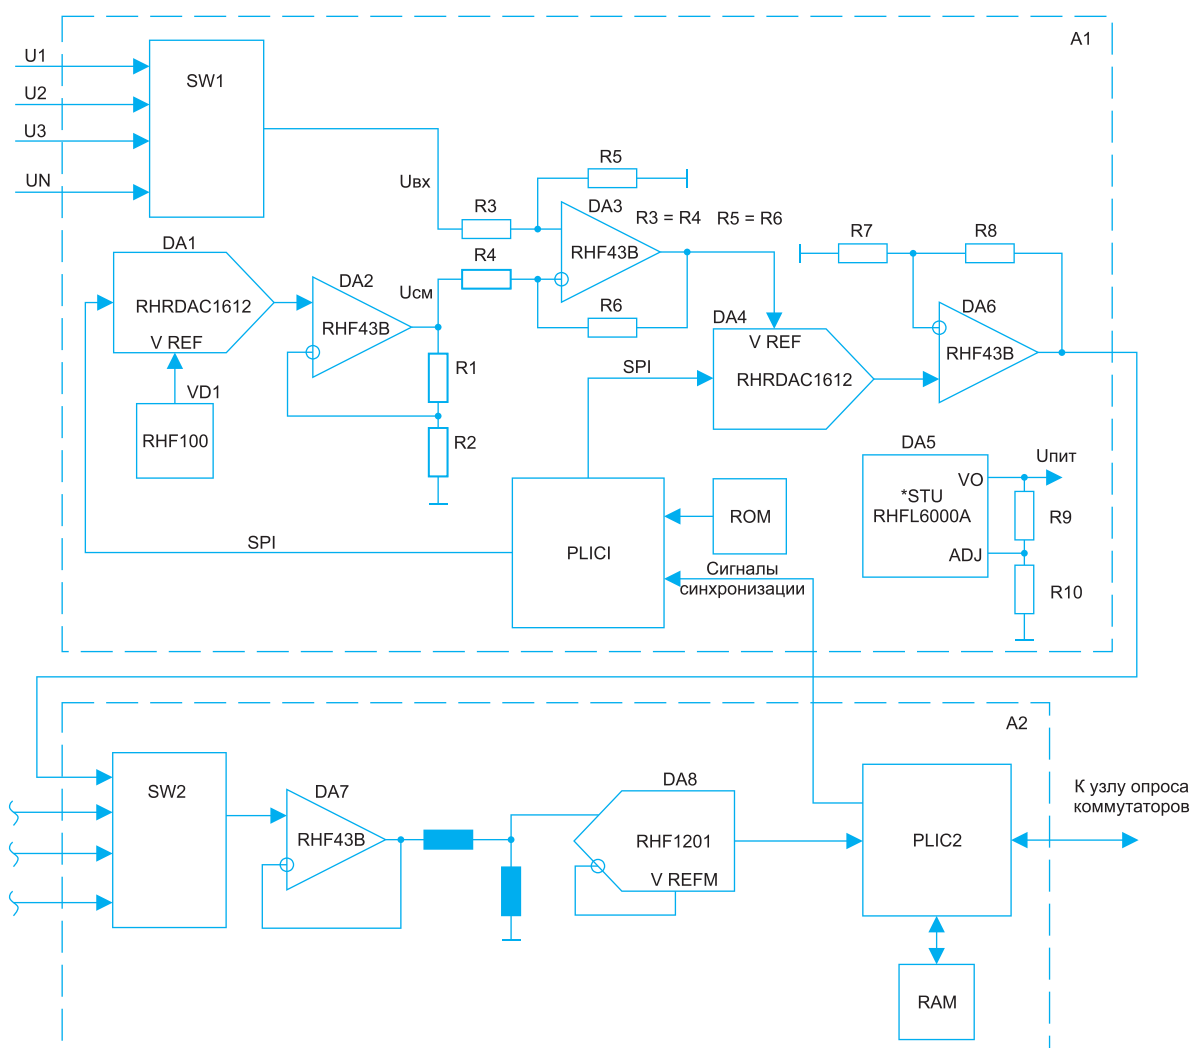 A1
U1
SW1
U2
U3
UN
Uвх
R5
R3
DA3
R3 = R4 R5 = R6
R4
RHF43B
R7
R8
DA1
DA2
Uсм
R6
RHRDAC1612
RHF43B
DA4
DA6
V REF
V REF
RHF43B
R1
SPI
RHRDAC1612
VD1
RHF100
R2
DA5
Uпит
*STU
VO
RHFL6000A
ROM
R9
SPI
PLICI
ADJ
Сигналы
синхронизации
R10
A2
SW2
DA7
DA8
К узлу опроса
коммутаторов
RHF43B
RHF1201
PLIC2
V REFM
RAM